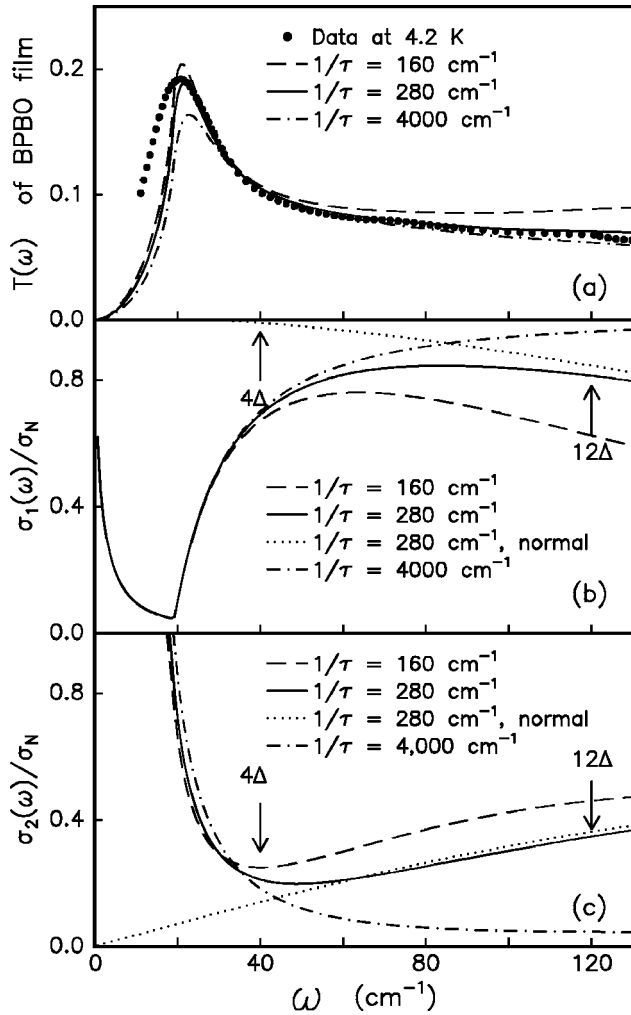 T(ω) of BPBO film
0.2
0.1
0.0
● Data at 4.2 K
1/τ = 160 cm⁻¹
1/τ = 280 cm⁻¹
1/τ = 4000 cm⁻¹
(a)
σ₁(ω)/σ_N
0.8
0.4
0.0
4Δ
12Δ
1/τ = 160 cm⁻¹
1/τ = 280 cm⁻¹
1/τ = 280 cm⁻¹, normal
1/τ = 4000 cm⁻¹
(b)
σ₂(ω)/σ_N
0.8
0.4
0.0
1/τ = 160 cm⁻¹
1/τ = 280 cm⁻¹
1/τ = 280 cm⁻¹, normal
1/τ = 4,000 cm⁻¹
4Δ
12Δ
(c)
0 40 80 120
ω (cm⁻¹)